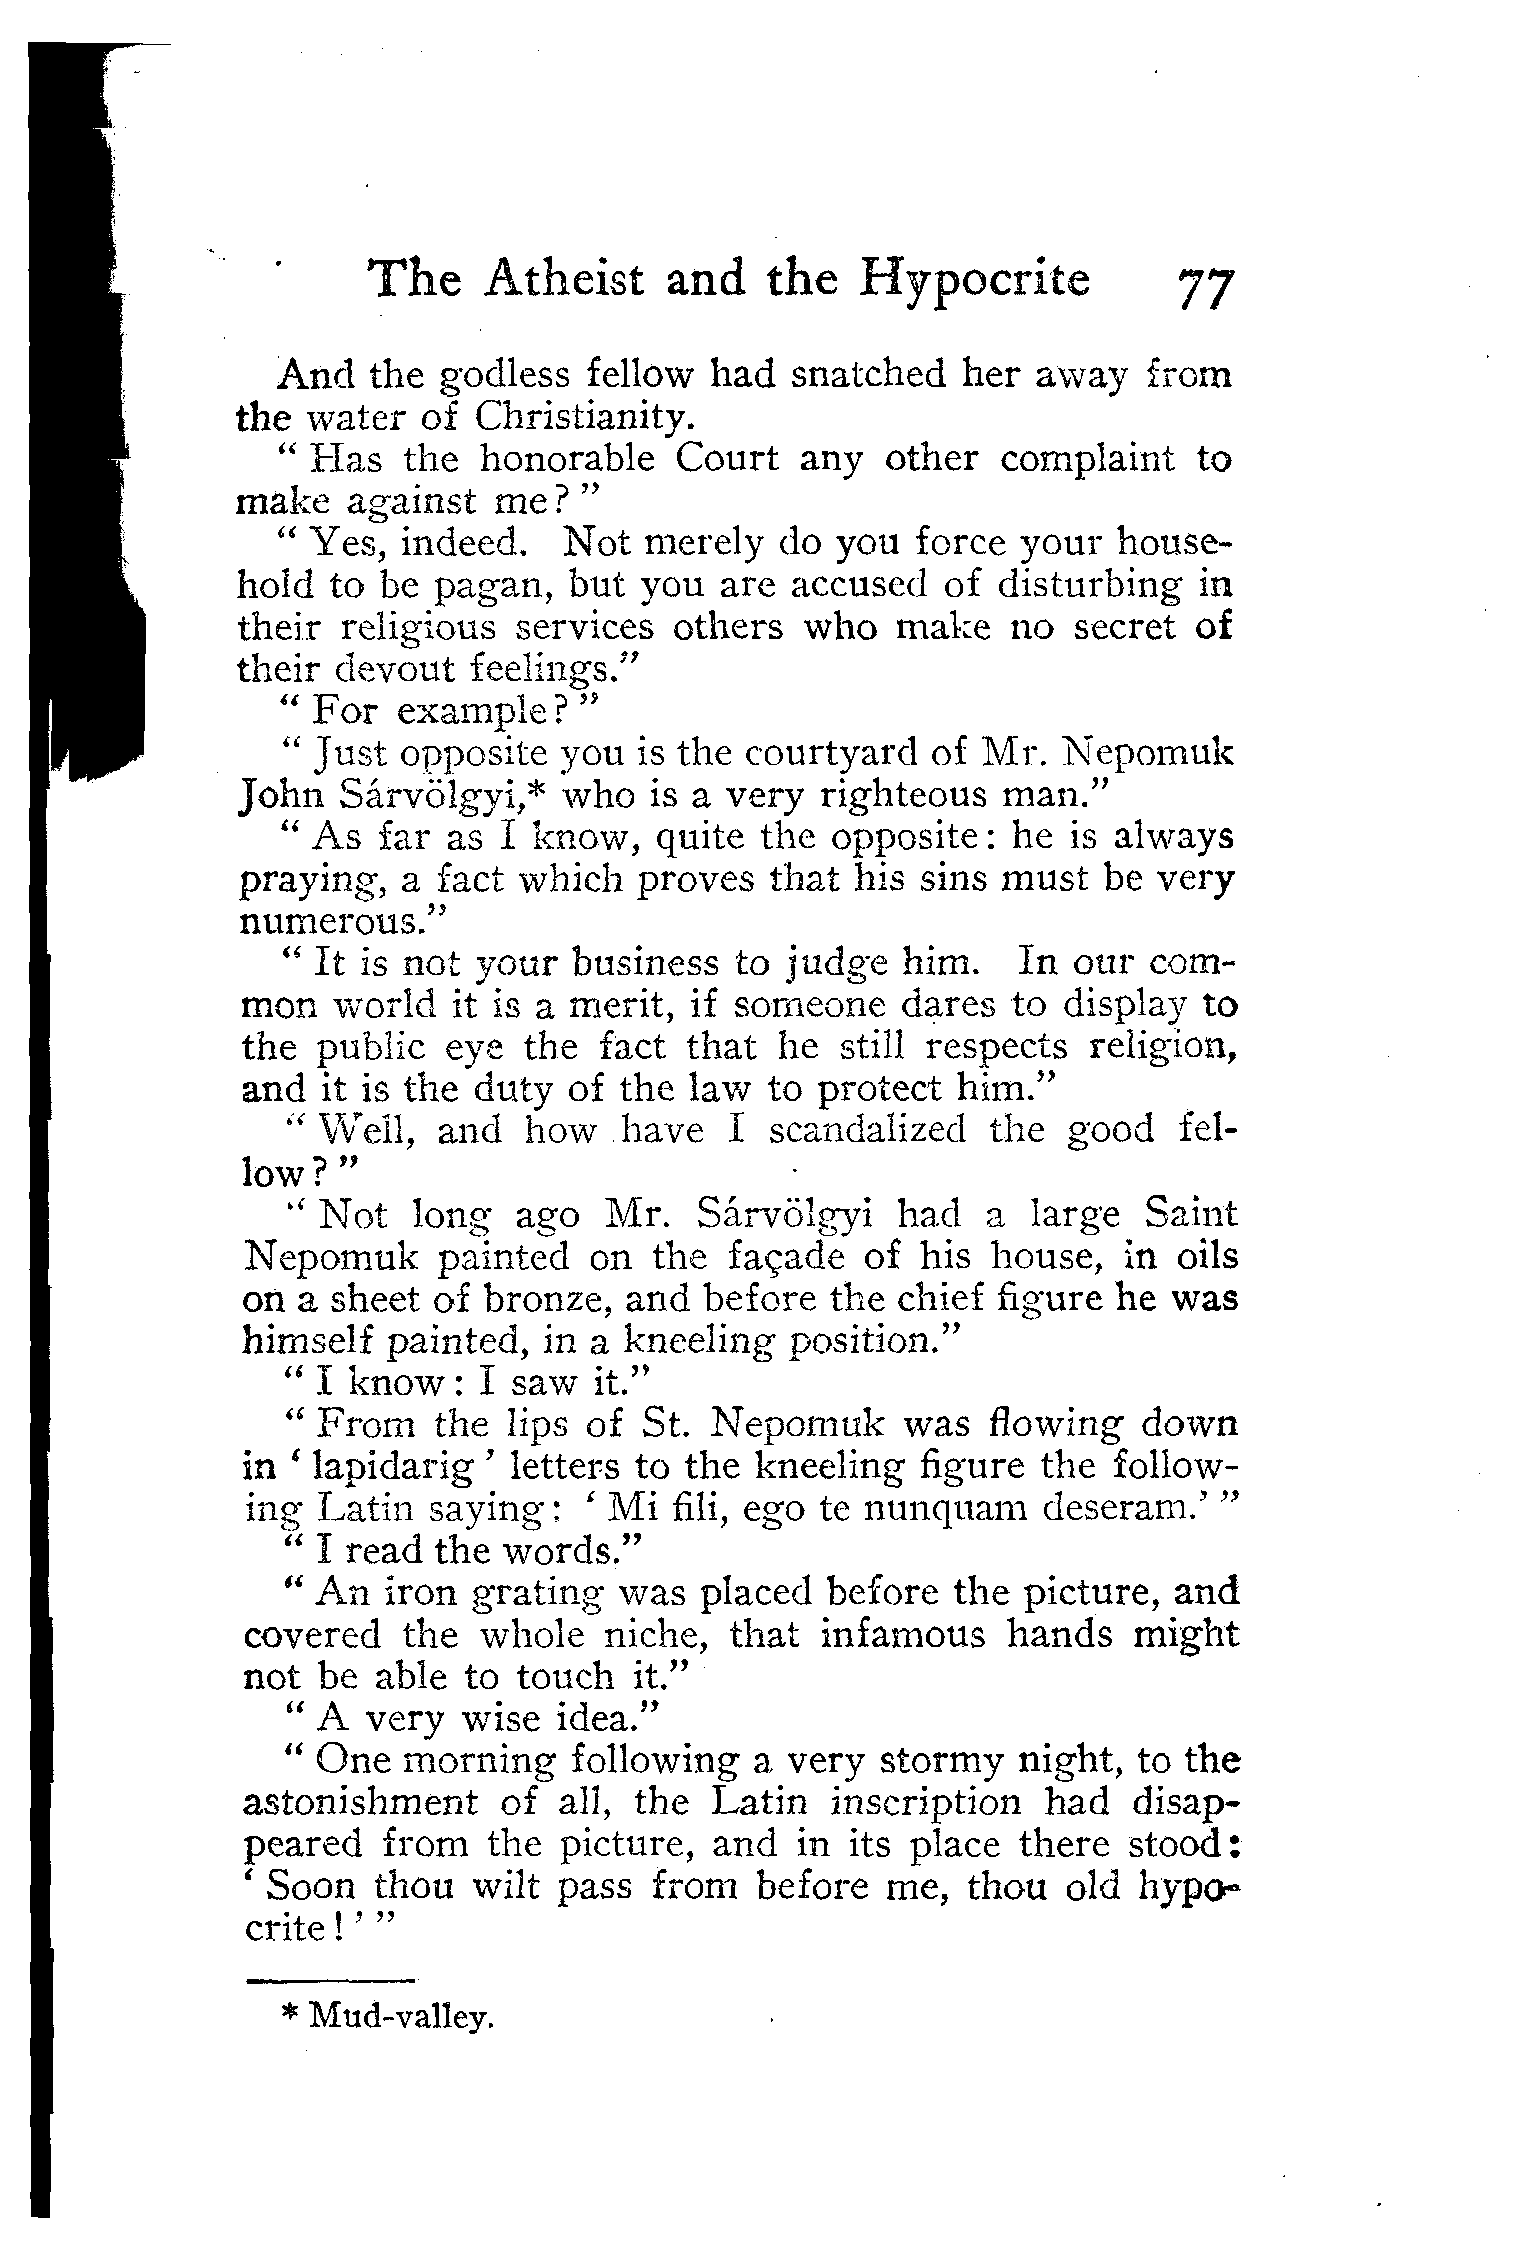 The Atheist and the Hypocrite 77
And the godless fellow had snatched her away from
the water of Christianity.
" Has the honorable Court any other complaint to
make against me? "
" Yes, indeed. Not merely do you force your house-
hold to be pagan, but you are accused of disturbing in
their religious services others who make no secret of
their devout feelings."
" For example? "
" Just opposite you is the courtyard of Mr. Nepomuk
John Sárvölgyi,* who is a very righteous man."
" As far as I know, quite the opposite: he is always
praying, a fact which proves that his sins must be very
numerous."
" It is not your business to judge him. In our com-
mon world it is a merit, if someone dares to display to
the public eye the fact that he still respects religion,
and it is the duty of the law to protect him."
" Well, and how have I scandalized the good fel-
low? "
" Not long ago Mr. Sárvölgyi had a large Saint
Nepomuk painted on the façade of his house, in oils
on a sheet of bronze, and before the chief figure he was
himself painted, in a kneeling position."
" I know: I saw it."
" From the lips of St. Nepomuk was flowing down
in ' lapidarig ' letters to the kneeling figure the follow-
ing Latin saying: ' Mi fili, ego te nunquam deseram.' "
" I read the words."
" An iron grating was placed before the picture, and
covered the whole niche, that infamous hands might
not be able to touch it."
" A very wise idea."
" One morning following a very stormy night, to the
astonishment of all, the Latin inscription had disap-
peared from the picture, and in its place there stood:
' Soon thou wilt pass from before me, thou old hypo-
crite! ' "
* Mud-valley.